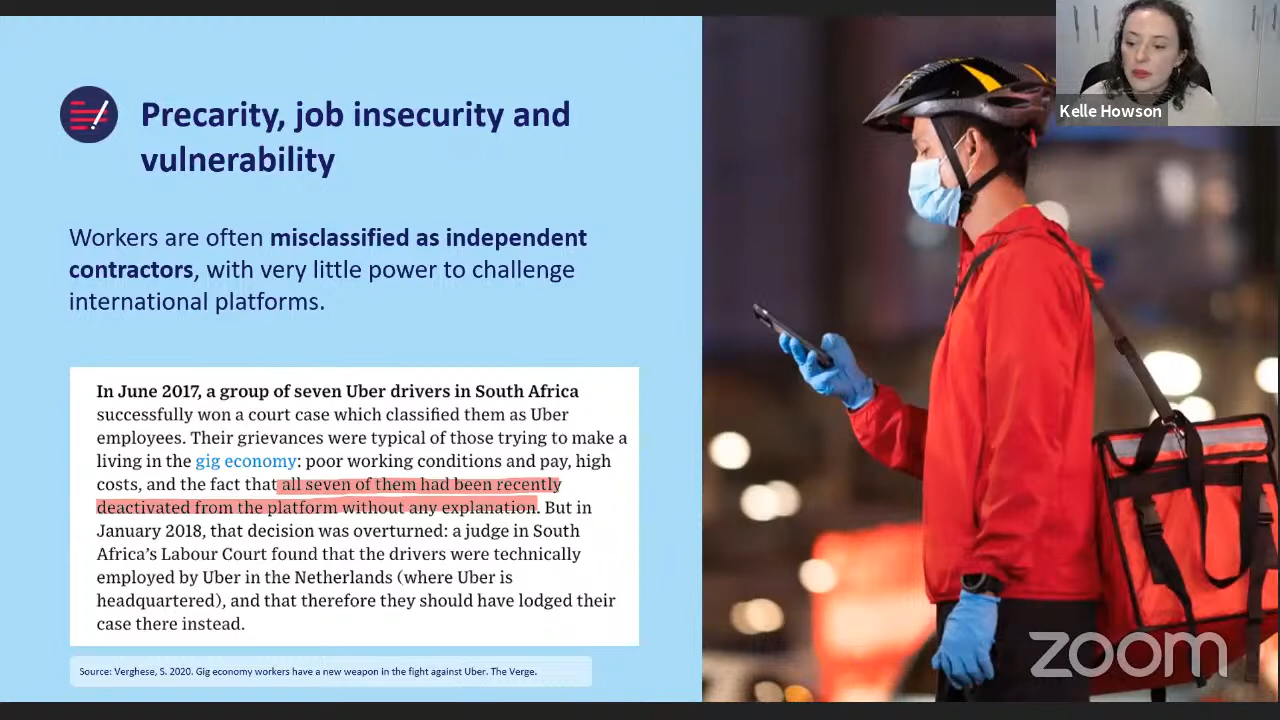 Precarity, job insecurity and
vulnerability
Workers are often misclassified as independent
contractors, with very little power to challenge
international platforms.
In June 2017, a group of seven Uber drivers in South Africa
successfully won a court case which classified them as Uber
employees. Their grievances were typical of those trying to make a
living in the gig economy: poor working conditions and pay, high
costs, and the fact that all seven of them had been recently
deactivated from the platform without any explanation. But in
January 2018, that decision was overturned: a judge in South
Africa's Labour Court found that the drivers were technically
employed by Uber in the Netherlands (where Uber is
headquartered), and that therefore they should have lodged their
case there instead.
Source: Verghese, S. 2020. Gig economy workers have a new weapon in the fight against Uber. The Verge.
Kelle Howson
zoom